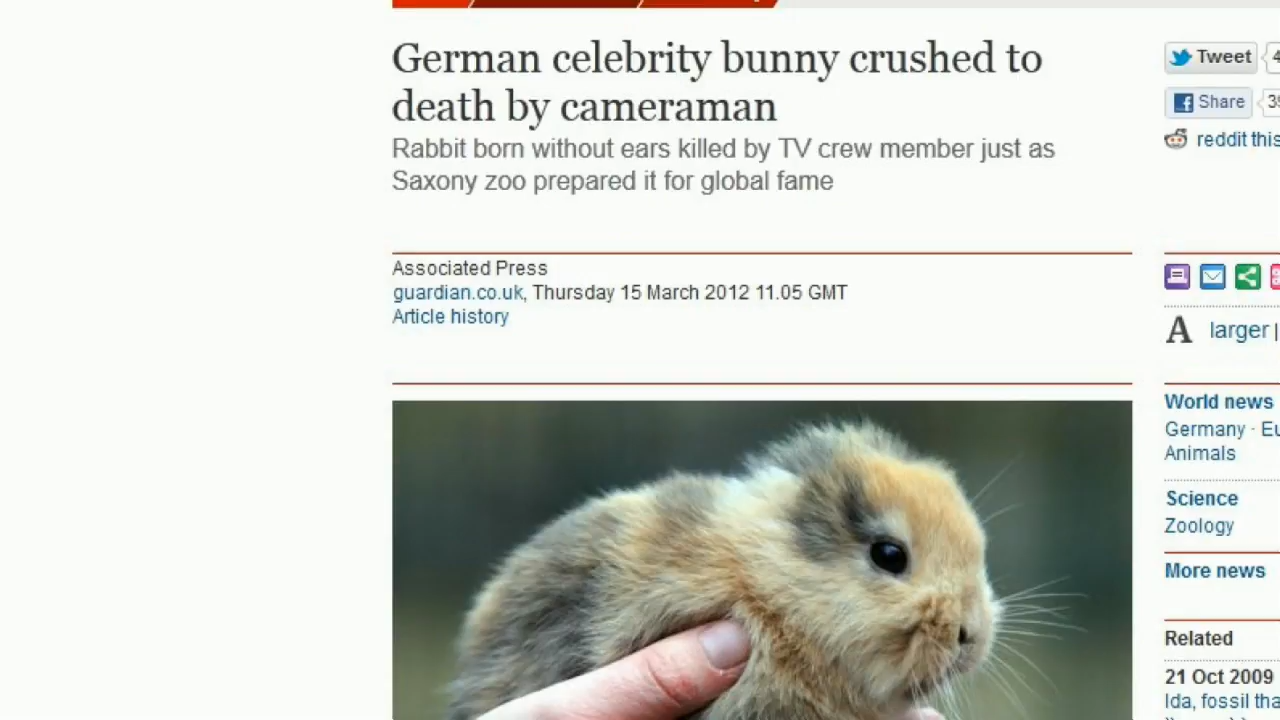 German celebrity bunny crushed to
death by cameraman
Rabbit born without ears killed by TV crew member just as
Saxony zoo prepared it for global fame
Associated Press
guardian.co.uk, Thursday 15 March 2012 11.05 GMT
Article history
Tweet
Share
reddit this
A larger |
World news
Germany ·
Animals
Science
Zoology
More news
Related
21 Oct 2009
Ida, fossil